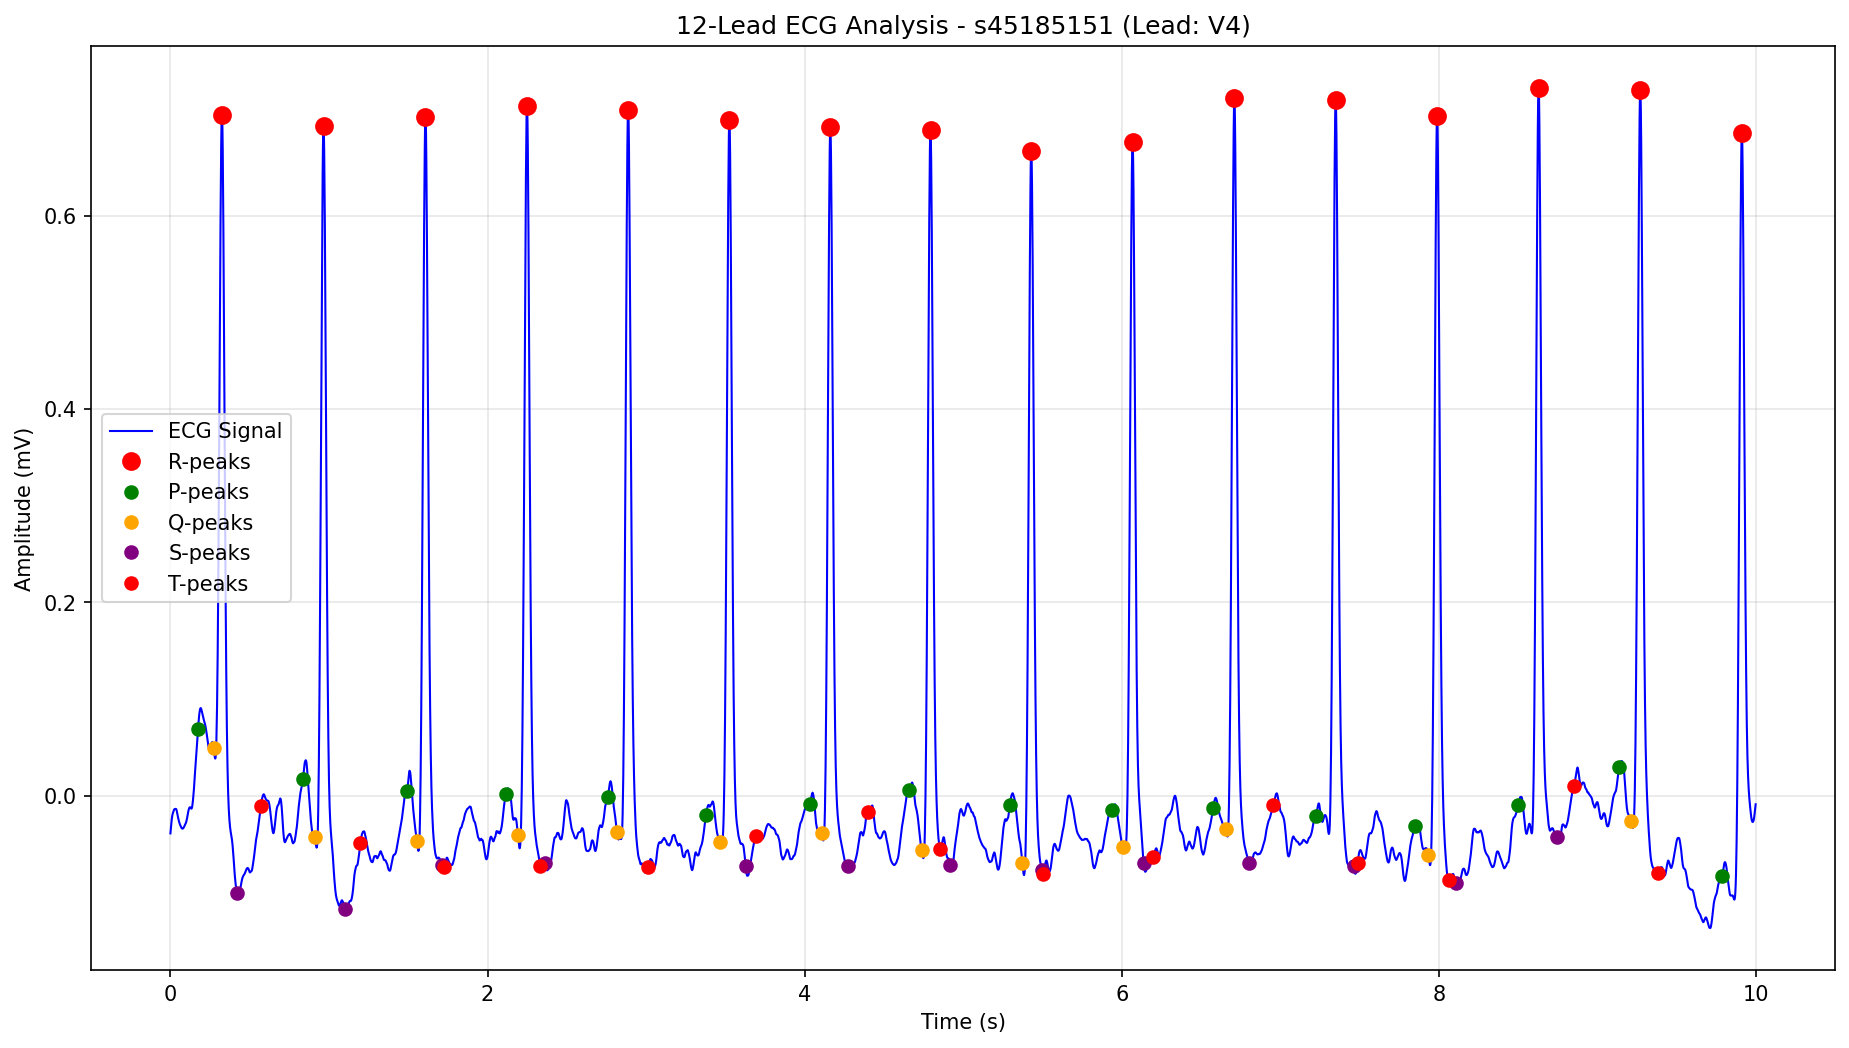 12-Lead ECG Analysis - s45185151 (Lead: V4)
Amplitude (mV)
0.6
0.4
0.2
0.0
ECG Signal
R-peaks
P-peaks
Q-peaks
S-peaks
T-peaks
0 2 4 6 8 10
Time (s)